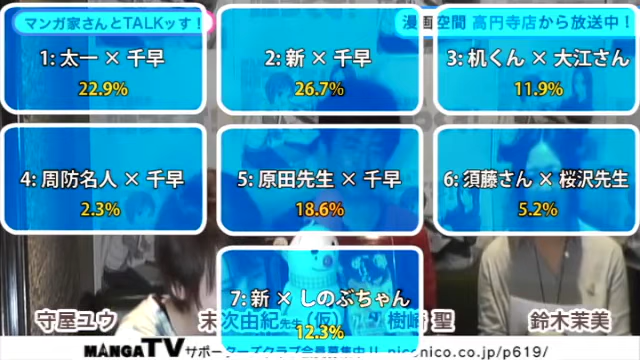 マンガ家さんとTALKッす！
漫画空間 高円寺店から放送中！
1: 太一 × 千早
22.9%
2: 新 × 千早
26.7%
3: 机くん × 大江さん
11.9%
4: 周防名人 × 千早
2.3%
5: 原田先生 × 千早
18.6%
6: 須藤さん × 桜沢先生
5.2%
7: 新 × しのぶちゃん
12.3%
守屋ユウ
末次由紀先生（仮）
樹崎 聖
鈴木茉美
MANGATV サポーターズクラブ会員募集中!! nicovico.co.jp/p619/